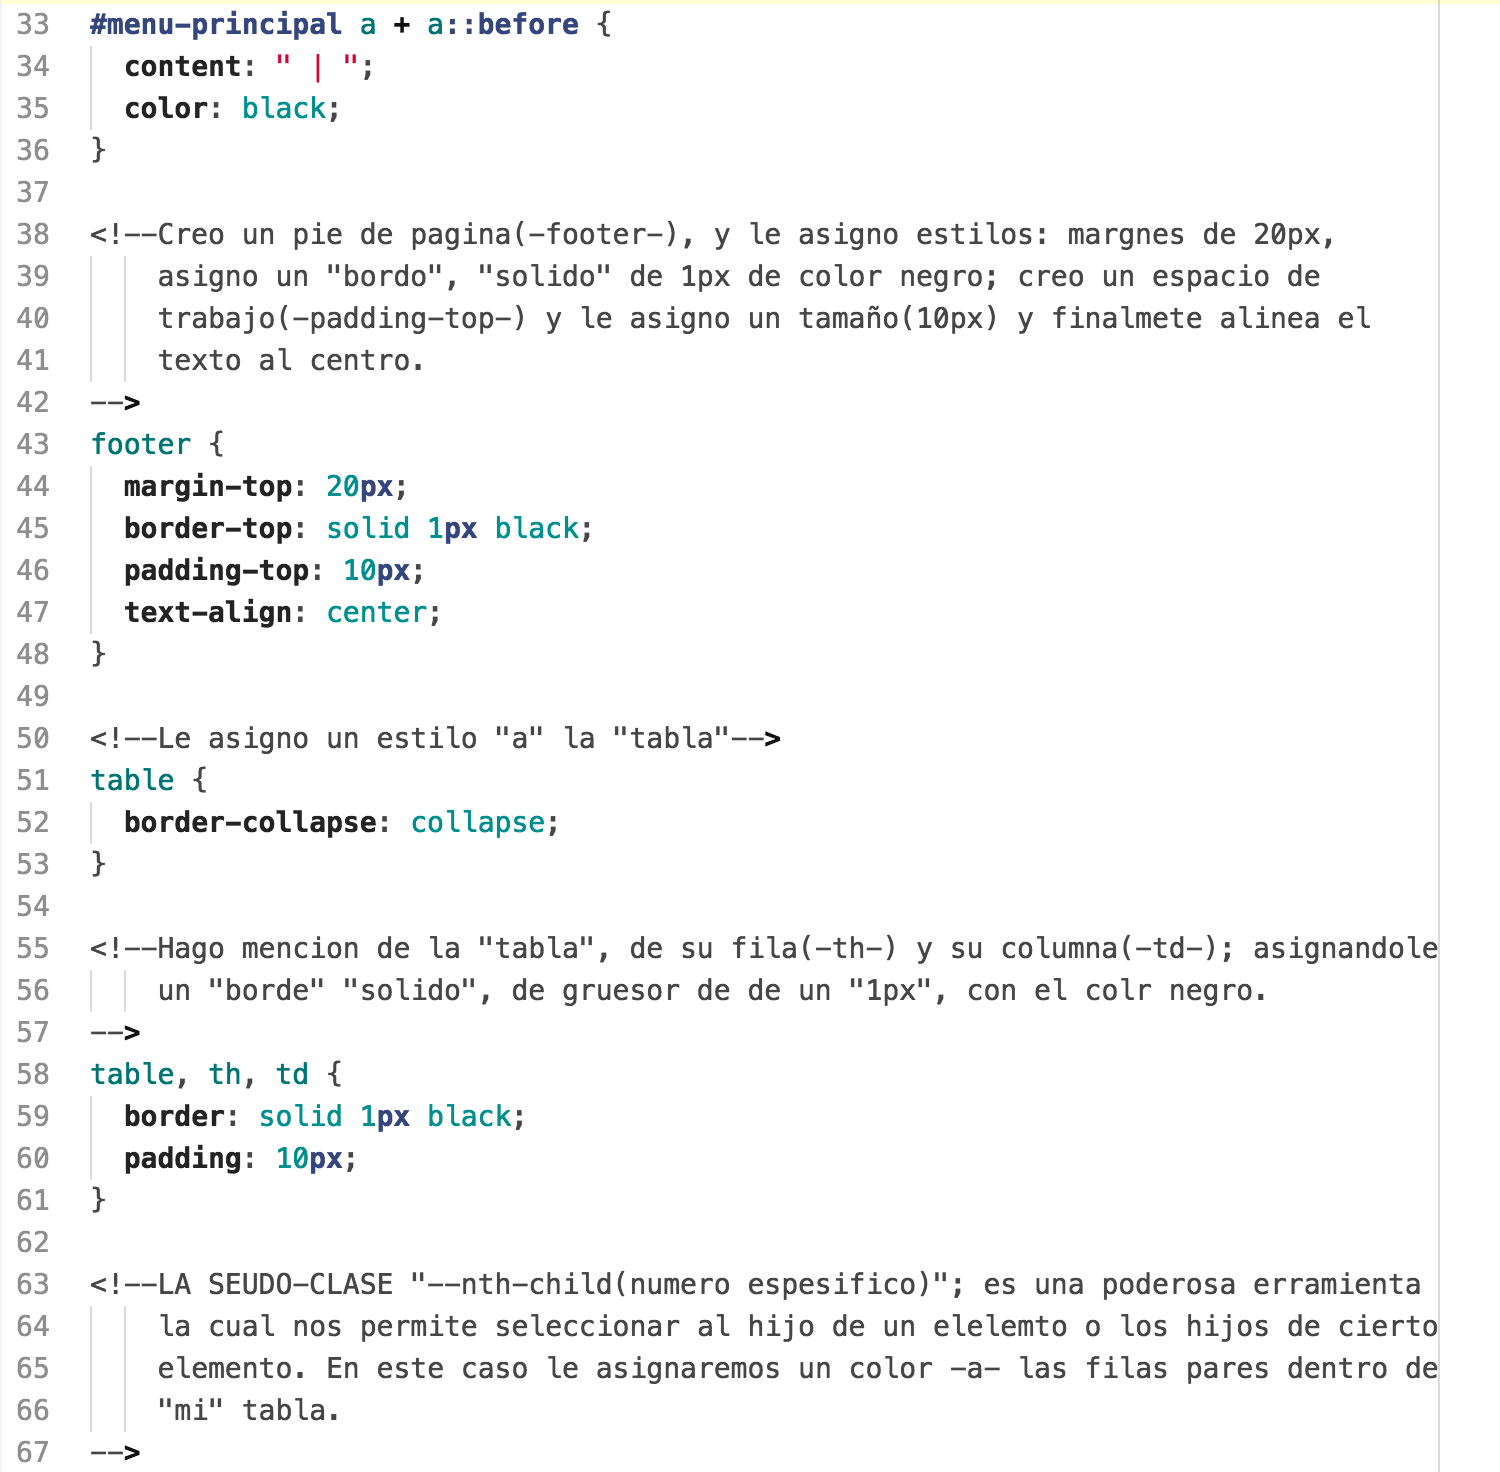 33 #menu-principal a + a::before {
34 content: " | ";
35 color: black;
36 }
37
38 <!--Creo un pie de pagina(-footer-), y le asigno estilos: margnes de 20px,
39 asigno un "bordo", "solido" de 1px de color negro; creo un espacio de
40 trabajo(-padding-top-) y le asigno un tamaño(10px) y finalmete alinea el
41 texto al centro.
42 -->
43 footer {
44 margin-top: 20px;
45 border-top: solid 1px black;
46 padding-top: 10px;
47 text-align: center;
48 }
49
50 <!--Le asigno un estilo "a" la "tabla"-->
51 table {
52 border-collapse: collapse;
53 }
54
55 <!--Hago mencion de la "tabla", de su fila(-th-) y su columna(-td-); asignandole
56 un "borde" "solido", de gruesor de de un "1px", con el colr negro.
57 -->
58 table, th, td {
59 border: solid 1px black;
60 padding: 10px;
61 }
62
63 <!--LA SEUDO-CLASE "--nth-child(numero espesifico)"; es una poderosa erramienta
64 la cual nos permite seleccionar al hijo de un elelemto o los hijos de cierto
65 elemento. En este caso le asignaremos un color -a- las filas pares dentro de
66 "mi" tabla.
67 -->